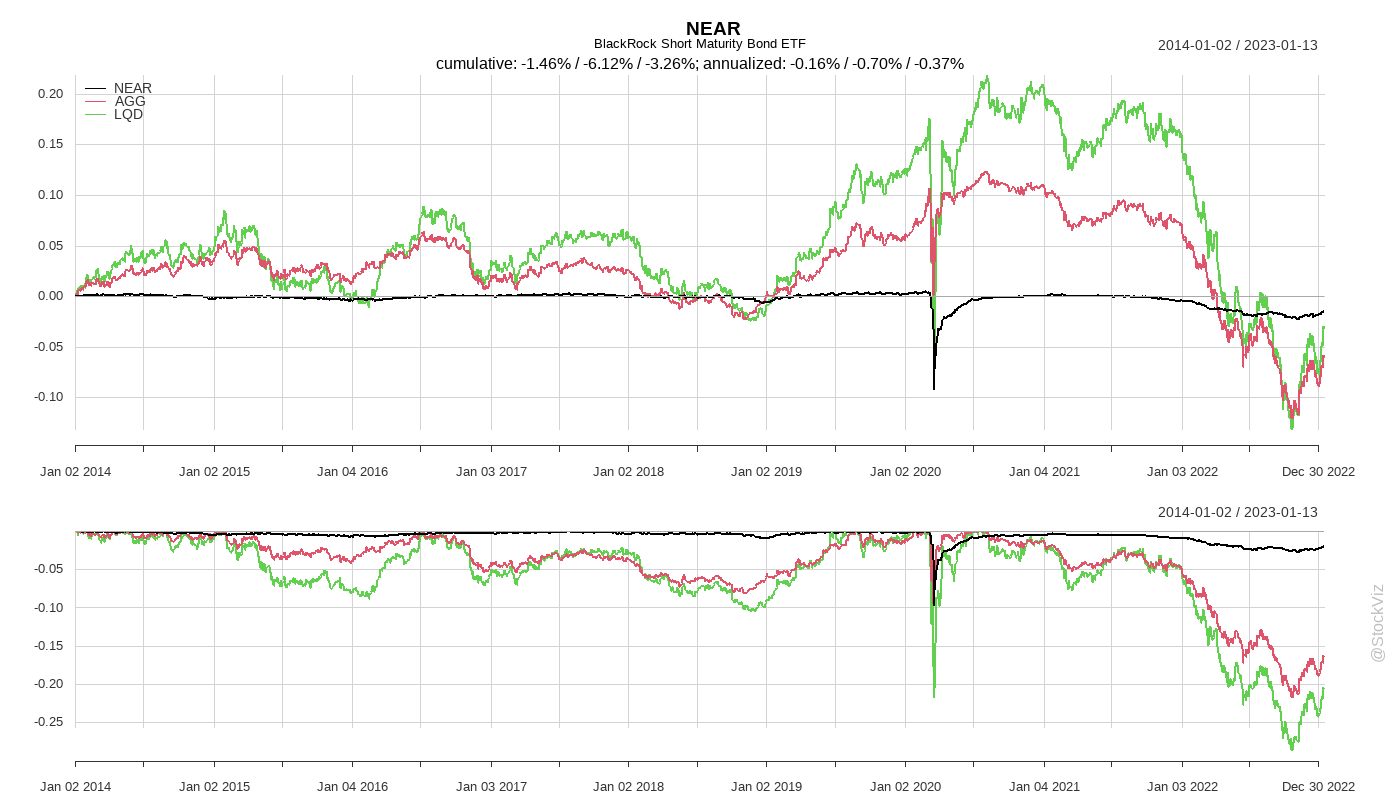 NEAR
BlackRock Short Maturity Bond ETF
2014-01-02 / 2023-01-13
cumulative: -1.46% / -6.12% / -3.26%; annualized: -0.16% / -0.70% / -0.37%
NEAR
AGG
LQD
0.20
0.15
0.10
0.05
0.00
-0.05
-0.10
Jan 02 2014 Jan 02 2015 Jan 04 2016 Jan 03 2017 Jan 02 2018 Jan 02 2019 Jan 02 2020 Jan 04 2021 Jan 03 2022 Dec 30 2022
2014-01-02 / 2023-01-13
-0.05
-0.10
-0.15
-0.20
-0.25
Jan 02 2014 Jan 02 2015 Jan 04 2016 Jan 03 2017 Jan 02 2018 Jan 02 2019 Jan 02 2020 Jan 04 2021 Jan 03 2022 Dec 30 2022
@StockViz